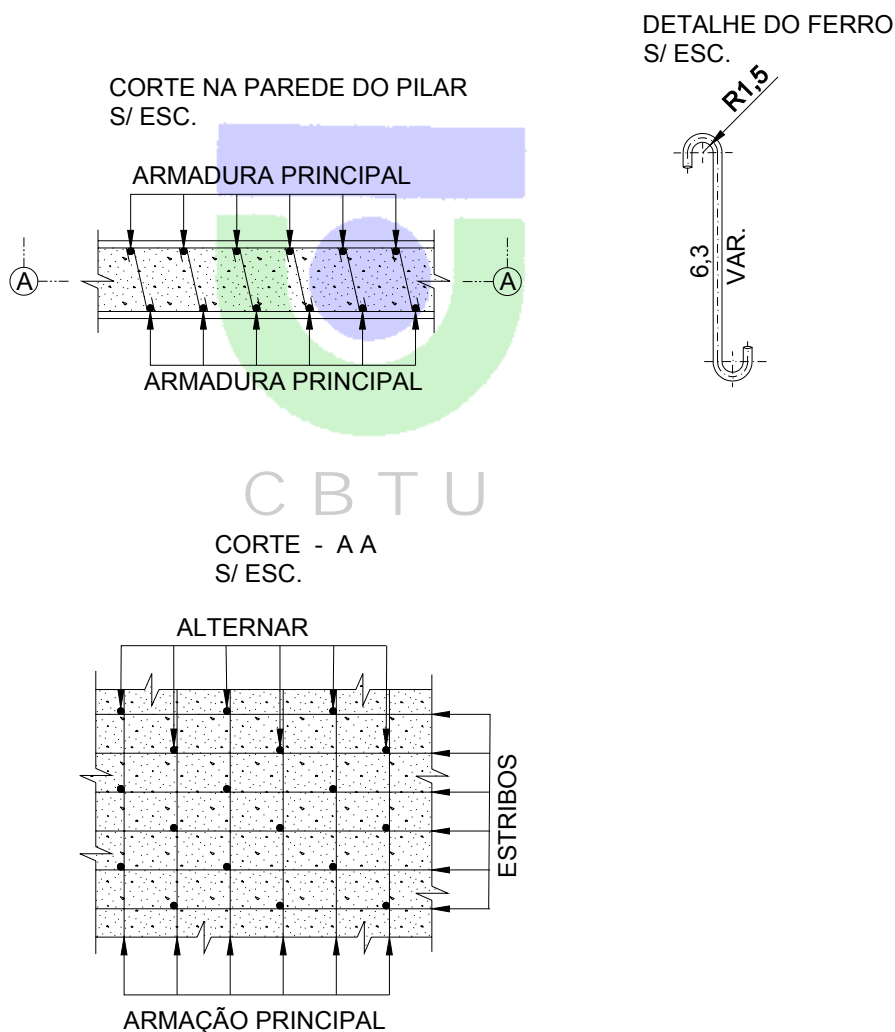 DETALHE DO FERRO
S/ ESC.
CORTE NA PAREDE DO PILAR
S/ ESC.
R1,5
ARMADURA PRINCIPAL
A
A
6,3
VAR.
ARMADURA PRINCIPAL
CBTU
CORTE - A A
S/ ESC.
ALTERNAR
ESTRIBOS
ARMAÇÃO PRINCIPAL